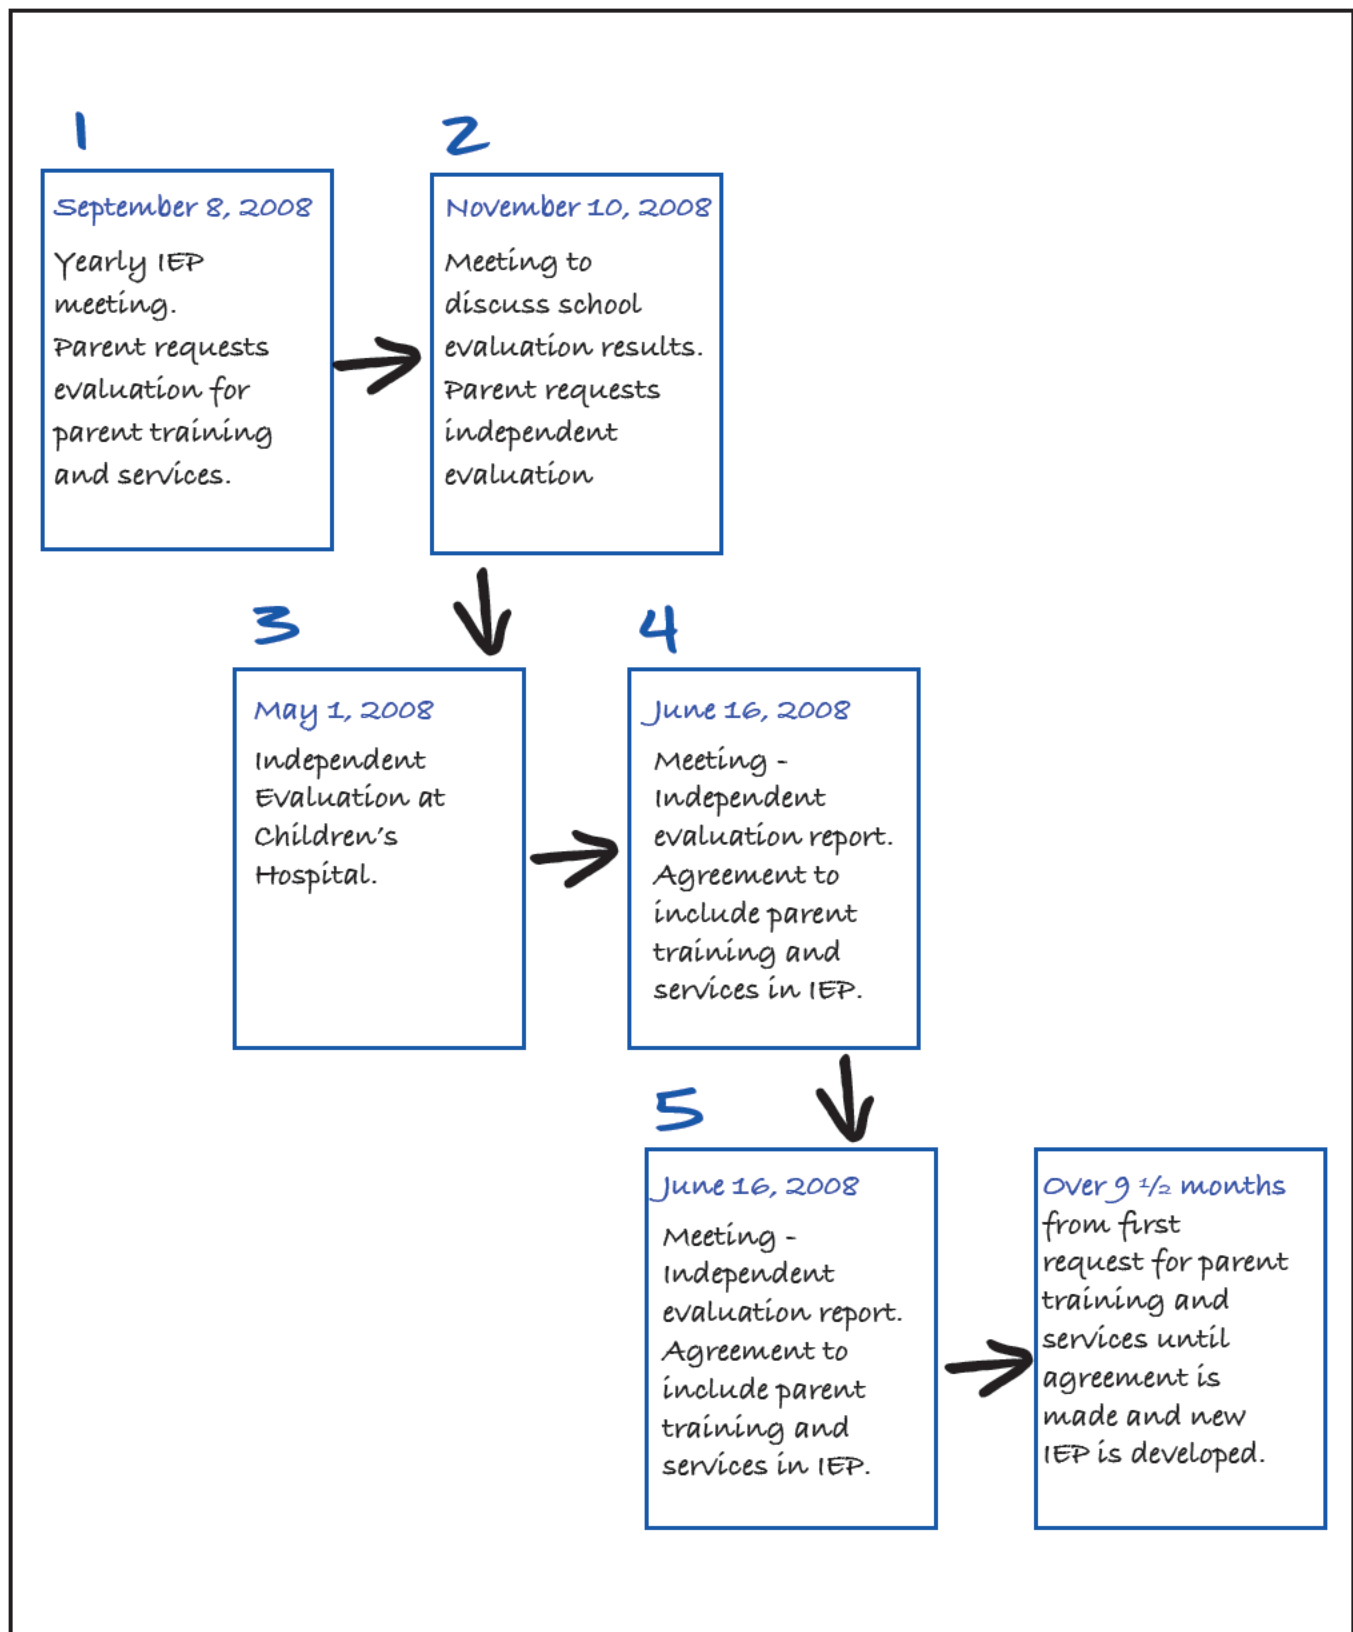 1
September 8, 2008
Yearly IEP
meeting.
Parent requests
evaluation for
parent training
and services.
2
November 10, 2008
Meeting to
discuss school
evaluation results.
Parent requests
independent
evaluation
3
May 1, 2008
Independent
Evaluation at
Children's
Hospital.
4
June 16, 2008
Meeting -
Independent
evaluation report.
Agreement to
include parent
training and
services in IEP.
5
June 16, 2008
Meeting -
Independent
evaluation report.
Agreement to
include parent
training and
services in IEP.
Over 9 1/2 months
from first
request for parent
training and
services until
agreement is
made and new
IEP is developed.